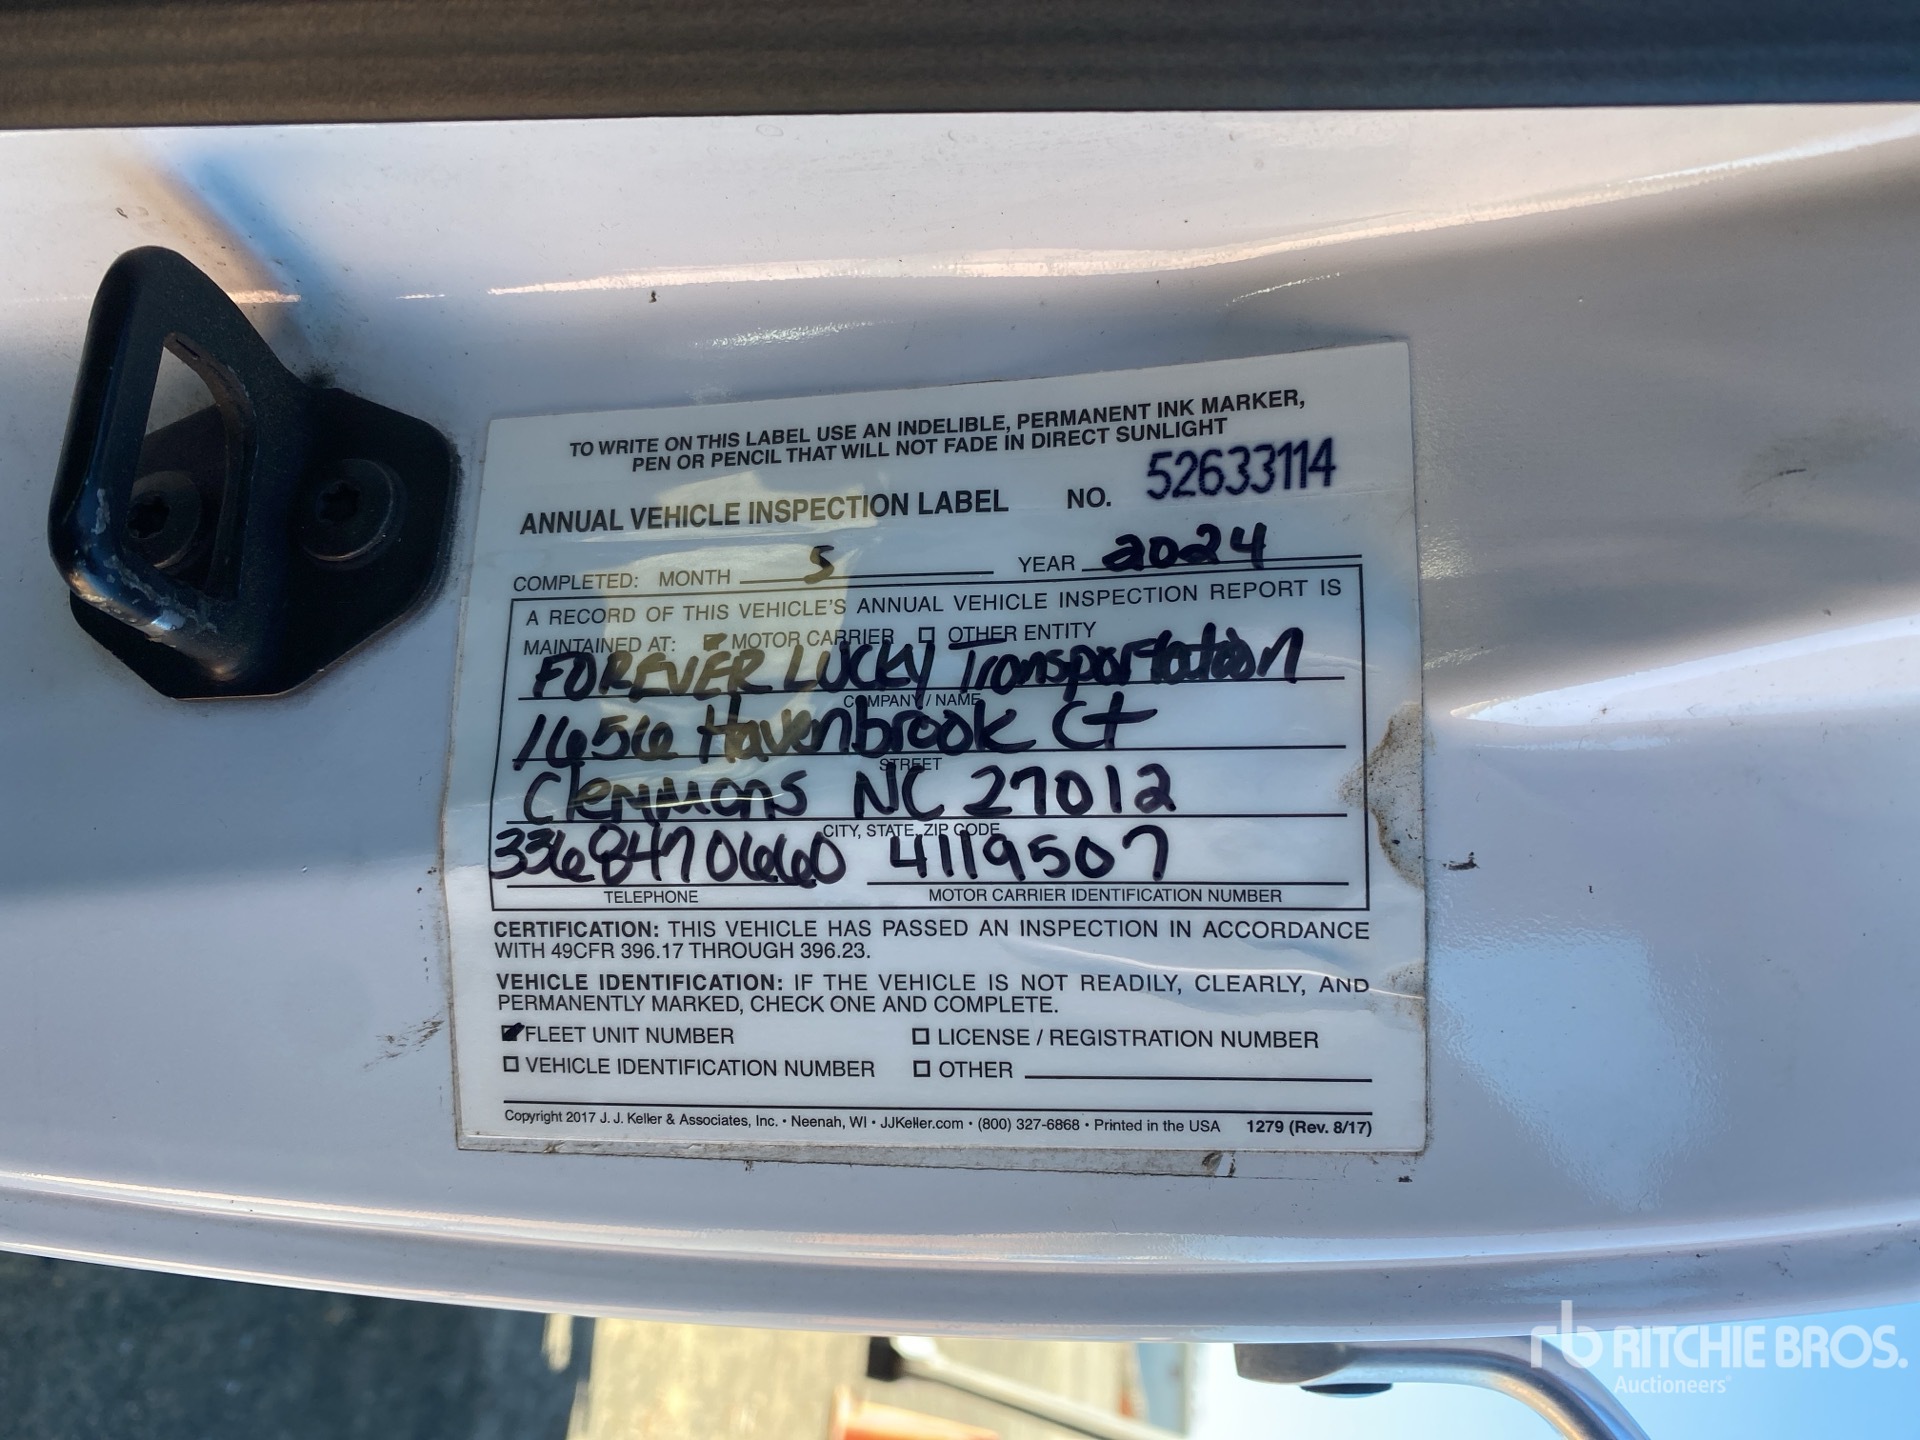 TO WRITE ON THIS LABEL USE AN INDELIBLE, PERMANENT INK MARKER,
PEN OR PENCIL THAT WILL NOT FADE IN DIRECT SUNLIGHT
ANNUAL VEHICLE INSPECTION LABEL NO. 52633114
COMPLETED: MONTH 5 YEAR 2024
A RECORD OF THIS VEHICLE'S ANNUAL VEHICLE INSPECTION REPORT IS
MAINTAINED AT: MOTOR CARRIER OTHER ENTITY
FOREVER LUCKY Transportation
COMPANY / NAME
1656 Havenbrook Ct
STREET
Clemmons NC 27012
CITY, STATE, ZIP CODE
3368470660 4119507
TELEPHONE MOTOR CARRIER IDENTIFICATION NUMBER
CERTIFICATION: THIS VEHICLE HAS PASSED AN INSPECTION IN ACCORDANCE
WITH 49CFR 396.17 THROUGH 396.23.
VEHICLE IDENTIFICATION: IF THE VEHICLE IS NOT READILY, CLEARLY, AND
PERMANENTLY MARKED, CHECK ONE AND COMPLETE.
FLEET UNIT NUMBER LICENSE / REGISTRATION NUMBER
VEHICLE IDENTIFICATION NUMBER OTHER
Copyright 2017 J. J. Keller & Associates, Inc. • Neenah, WI • JJKeller.com • (800) 327-6868 • Printed in the USA 1279 (Rev. 8/17)
rb RITCHIE BROS.
Auctioneers